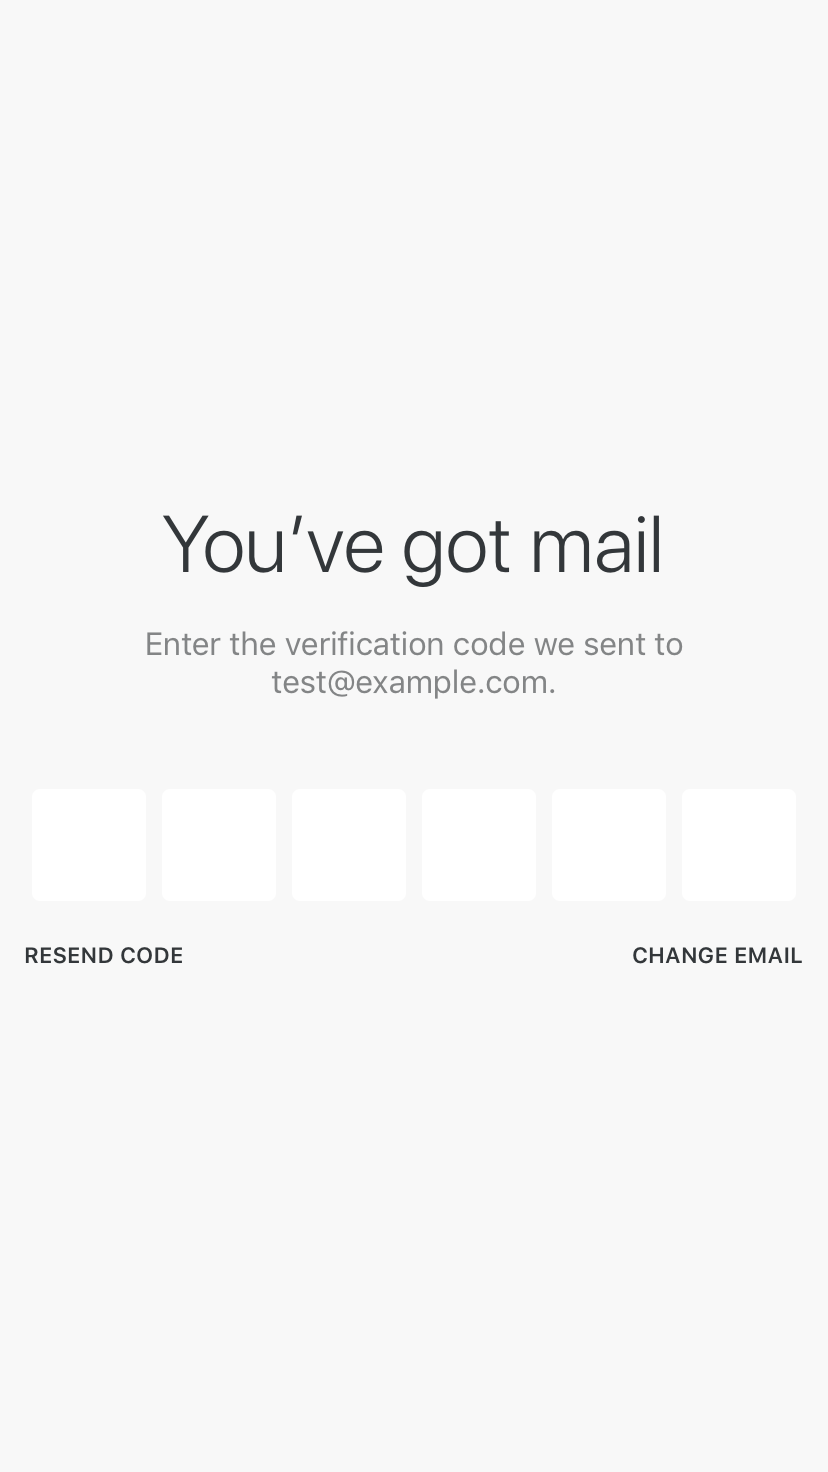 You’ve got mail
Enter the verification code we sent to
test@example.com.
RESEND CODE
CHANGE EMAIL